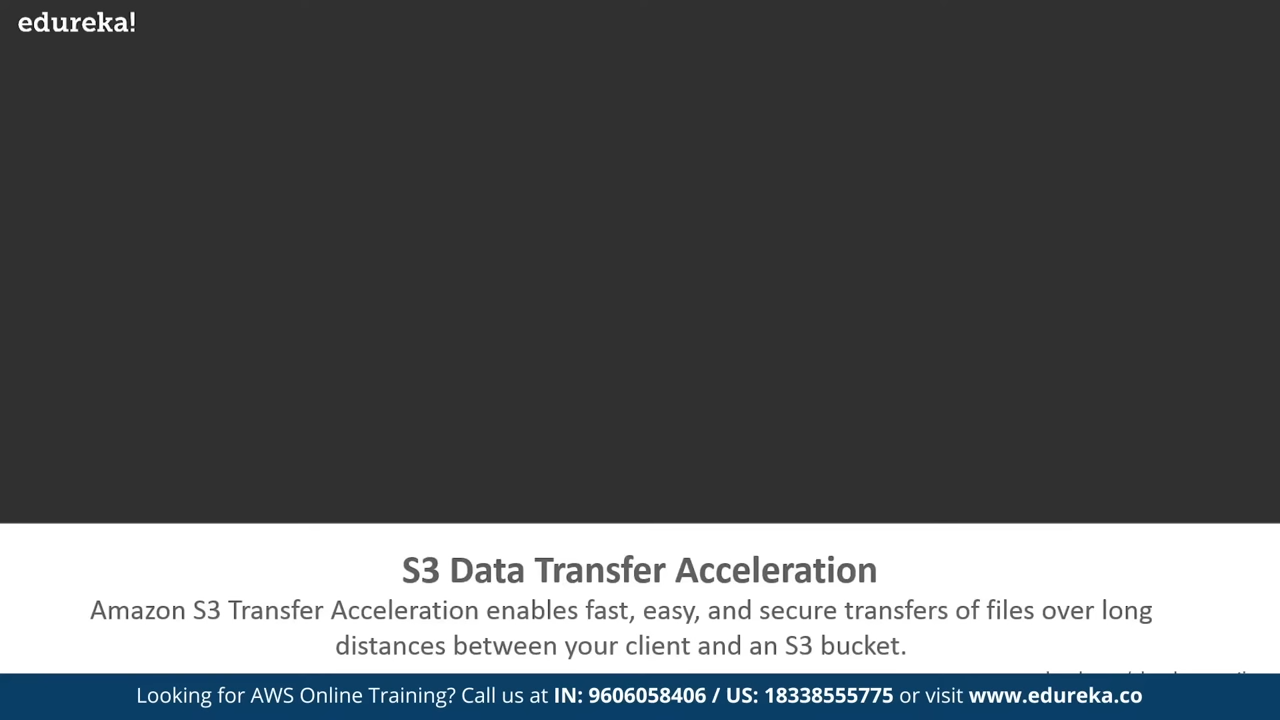 edureka!
S3 Data Transfer Acceleration
Amazon S3 Transfer Acceleration enables fast, easy, and secure transfers of files over long
distances between your client and an S3 bucket.
Looking for AWS Online Training? Call us at IN: 9606058406 / US: 18338555775 or visit www.edureka.co